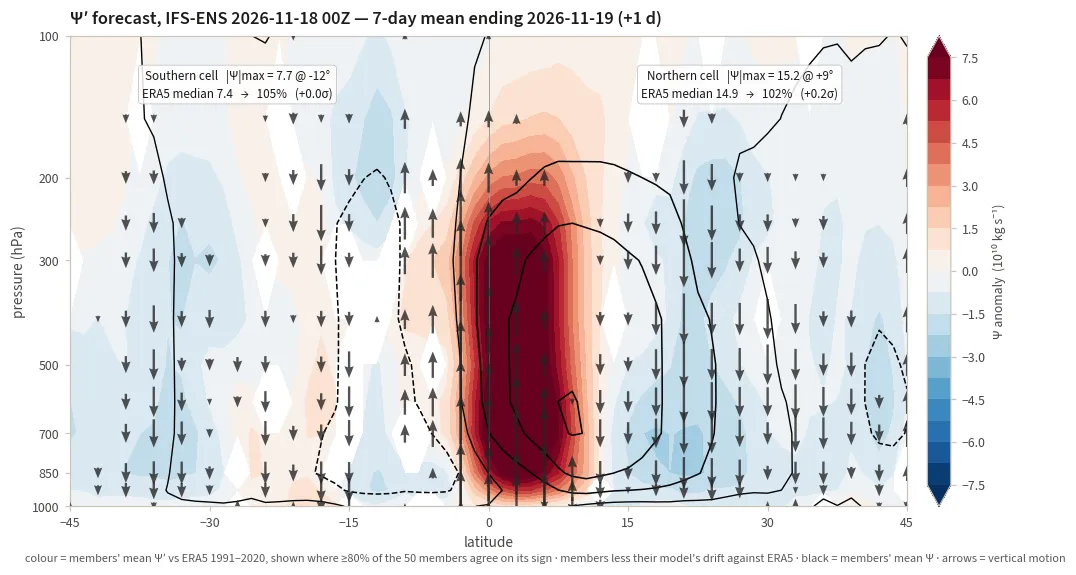 Ψ′ forecast, IFS-ENS 2026-11-18 00Z — 7-day mean ending 2026-11-19 (+1 d)
Southern cell |Ψ|max = 7.7 @ -12°
ERA5 median 7.4 → 105% (+0.0σ)
Northern cell |Ψ|max = 15.2 @ +9°
ERA5 median 14.9 → 102% (+0.2σ)
pressure (hPa)
100
200
300
400
500
700
850
1000
−45
−30
−15
0
15
30
45
latitude
7.5
6.0
4.5
3.0
1.5
0.0
−1.5
−3.0
−4.5
−6.0
−7.5
Ψ anomaly (10¹⁰ kg s⁻¹)
colour = members' mean Ψ′ vs ERA5 1991–2020, shown where ≥80% of the 50 members agree on its sign · members less their model's drift against ERA5 · black = members' mean Ψ · arrows = vertical motion